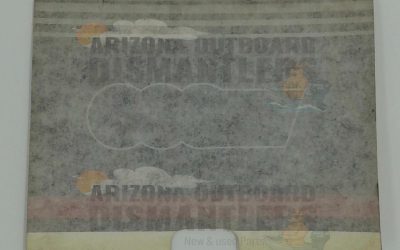 ARIZONA OUTBOARD
DISMANTLERS
ARIZONA OUTBOARD
DISMANTLERS
New & used Parts